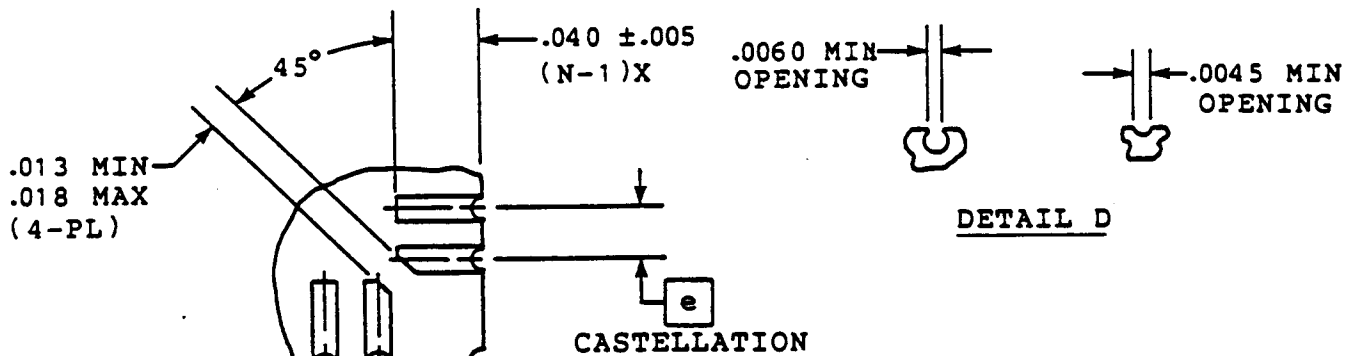 45°
.040 ±.005
(N-1)X
.013 MIN
.018 MAX
(4-PL)
e
CASTELLATION
.0060 MIN
OPENING
.0045 MIN
OPENING
DETAIL D